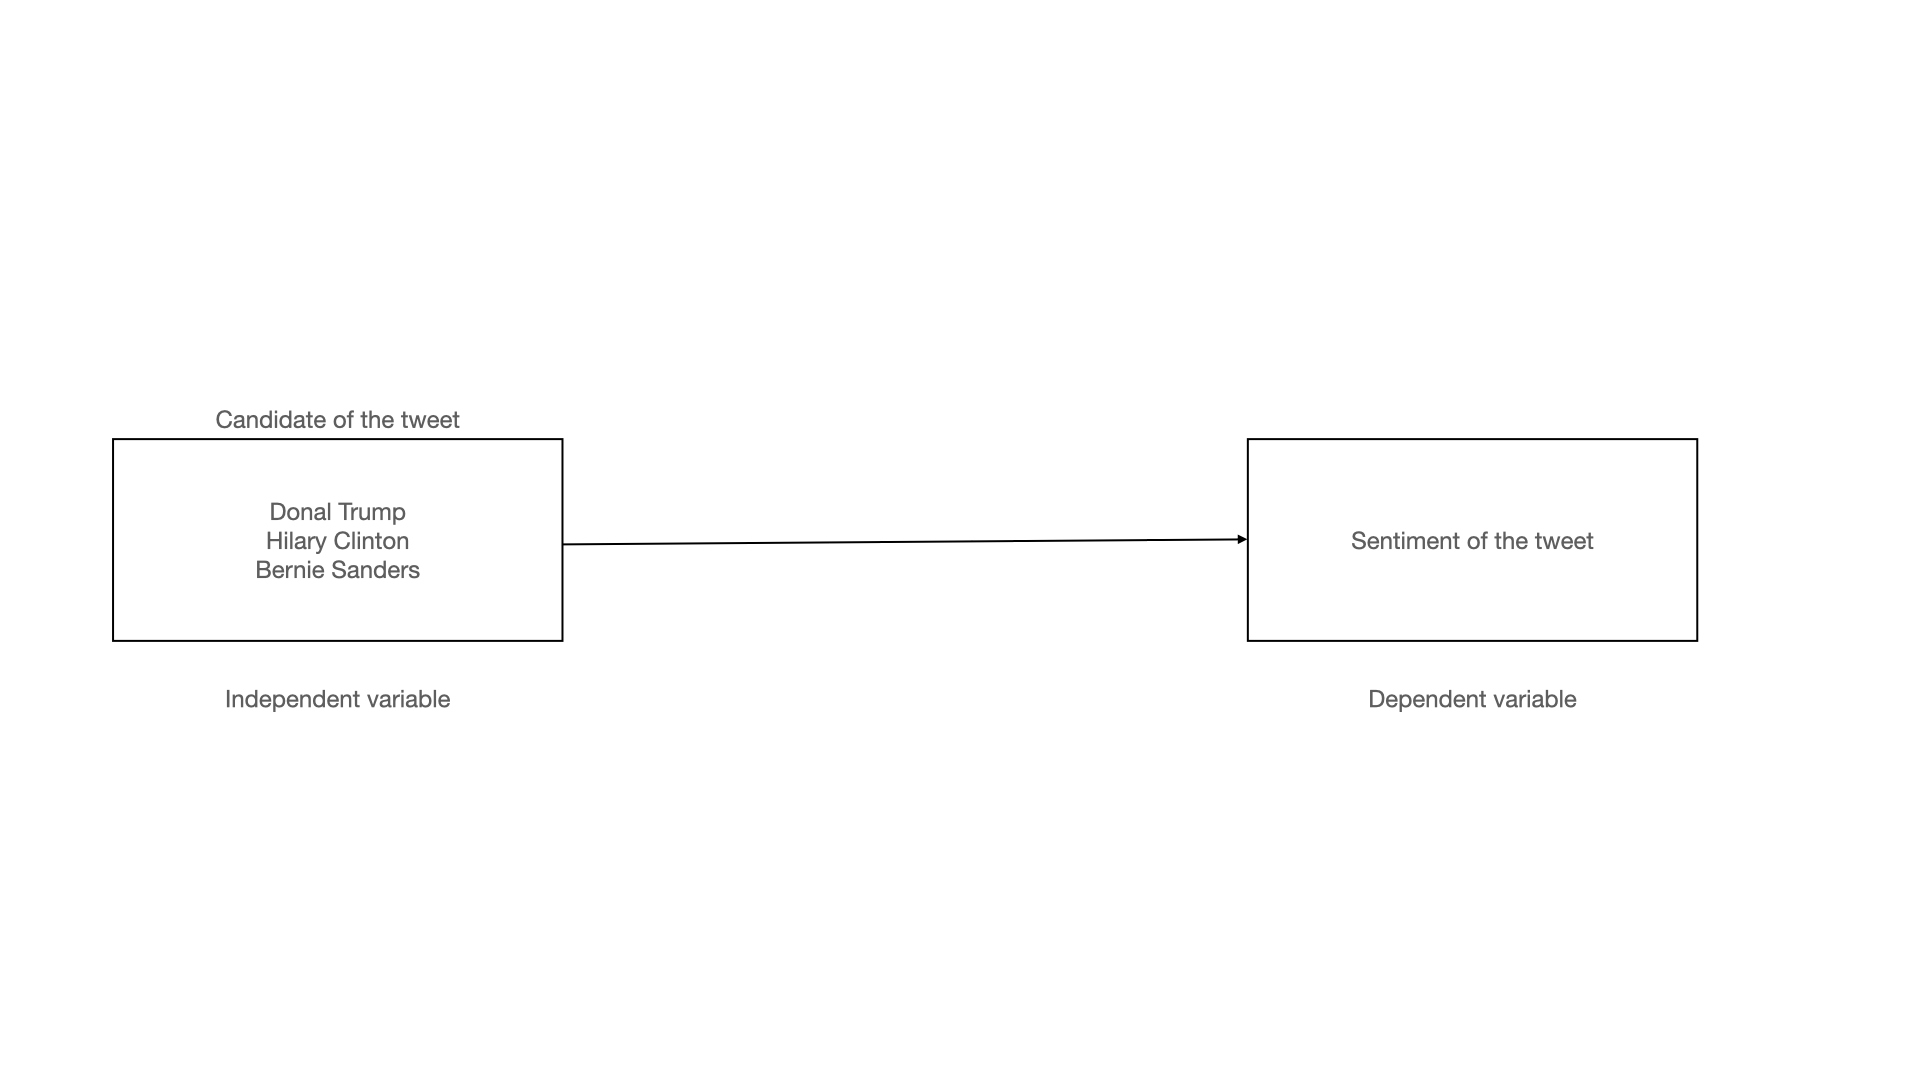 Candidate of the tweet
Donal Trump
Hilary Clinton
Bernie Sanders
Sentiment of the tweet
Independent variable
Dependent variable